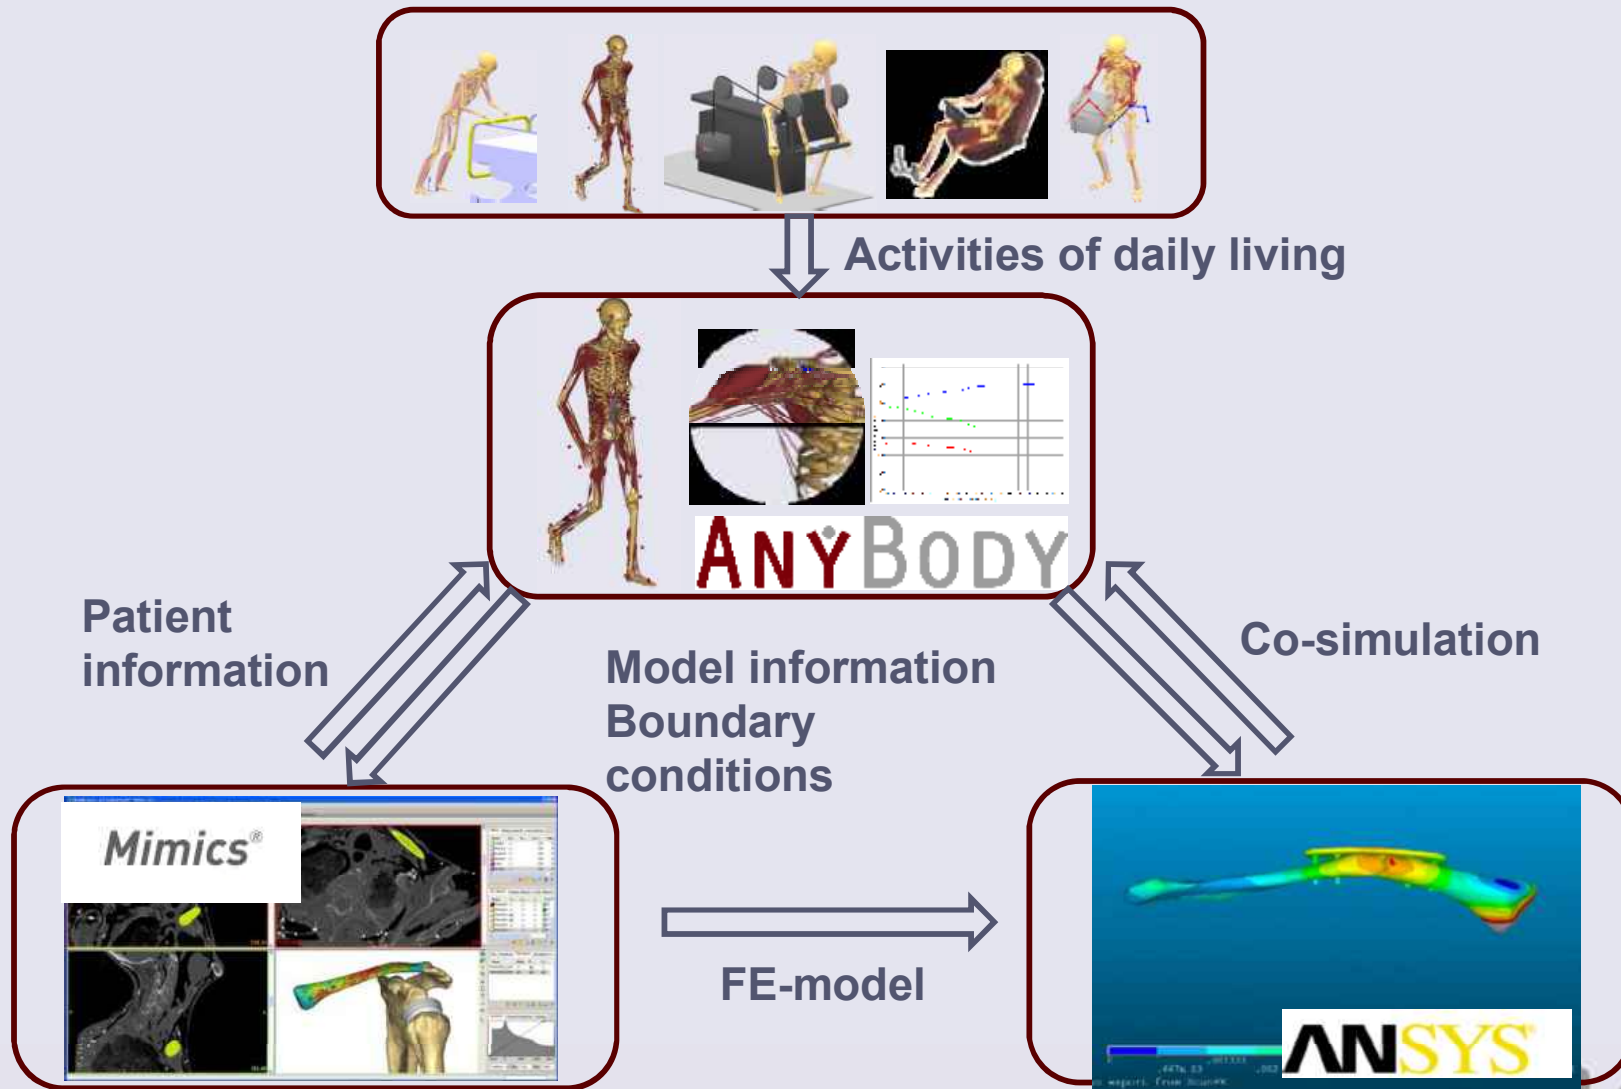 Activities of daily living
ANYBODY
Patient
information
Model information
Boundary
conditions
Co-simulation
Mimics®
FE-model
ANSYS